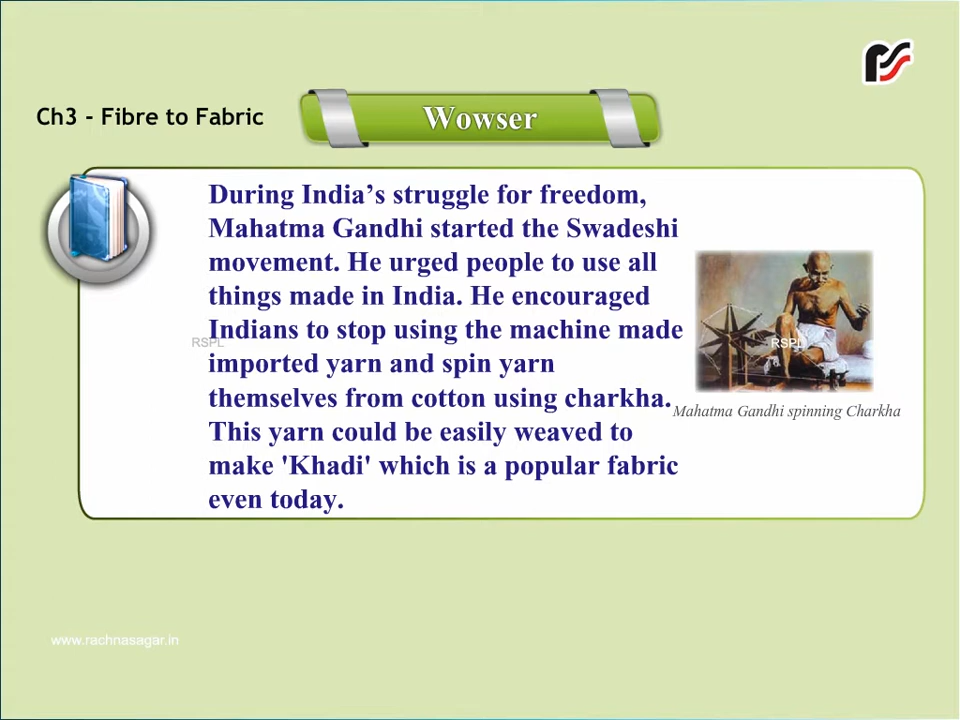 Ch3 - Fibre to Fabric
Wowser
During India’s struggle for freedom,
Mahatma Gandhi started the Swadeshi
movement. He urged people to use all
things made in India. He encouraged
Indians to stop using the machine made
imported yarn and spin yarn
themselves from cotton using charkha.
This yarn could be easily weaved to
make 'Khadi' which is a popular fabric
even today.
RSPL
RSPL
Mahatma Gandhi spinning Charkha
www.rachnasagar.in